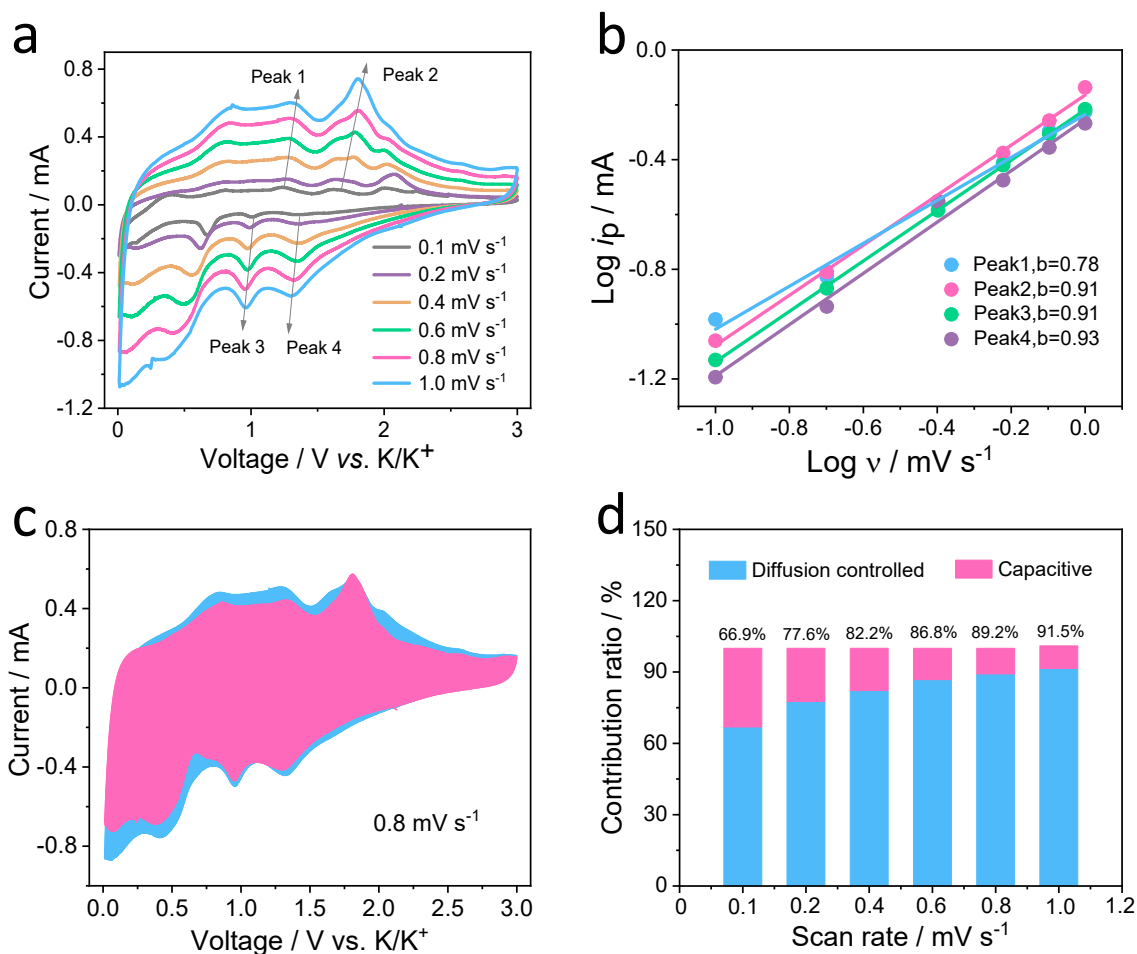 a
0.8
0.4
0.0
-0.4
-0.8
-1.2
Current / mA
Peak 1
Peak 2
Peak 3
Peak 4
0.1 mV s⁻¹
0.2 mV s⁻¹
0.4 mV s⁻¹
0.6 mV s⁻¹
0.8 mV s⁻¹
1.0 mV s⁻¹
0 1 2 3
Voltage / V vs. K/K⁺
b
0.0
-0.4
-0.8
-1.2
Log ip / mA
Peak1,b=0.78
Peak2,b=0.91
Peak3,b=0.91
Peak4,b=0.93
-1.0 -0.8 -0.6 -0.4 -0.2 0.0
Log ν / mV s⁻¹
c
0.8
0.4
0.0
-0.4
-0.8
Current / mA
0.8 mV s⁻¹
0.0 0.5 1.0 1.5 2.0 2.5 3.0
Voltage / V vs. K/K⁺
d
150
120
90
60
30
0
Contribution ratio / %
Diffusion controlled Capacitive
66.9% 77.6% 82.2% 86.8% 89.2% 91.5%
0 0.1 0.2 0.4 0.6 0.8 1.0 1.2
Scan rate / mV s⁻¹